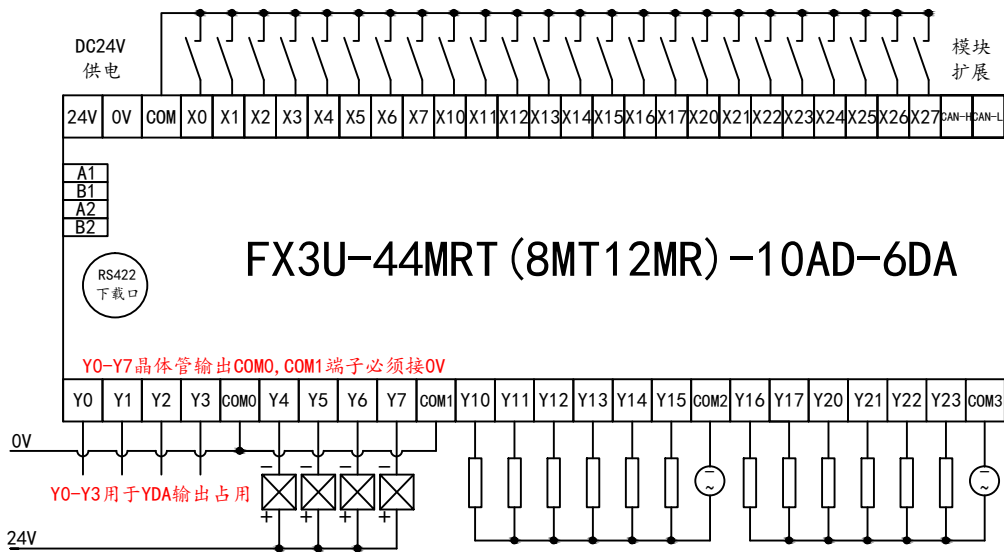 DC24V
供电
模块
扩展
24V 0V COM X0 X1 X2 X3 X4 X5 X6 X7 X10 X11 X12 X13 X14 X15 X16 X17 X20 X21 X22 X23 X24 X25 X26 X27 CAN-H CAN-L
A1
B1
A2
B2
FX3U-44MRT(8MT12MR)-10AD-6DA
RS422
下载口
Y0-Y7晶体管输出COM0,COM1端子必须接0V
Y0 Y1 Y2 Y3 COM0 Y4 Y5 Y6 Y7 COM1 Y10 Y11 Y12 Y13 Y14 Y15 COM2 Y16 Y17 Y20 Y21 Y22 Y23 COM3
0V
− − − −
Y0-Y3用于YDA输出占用
+ + + +
− ~
− ~
24V